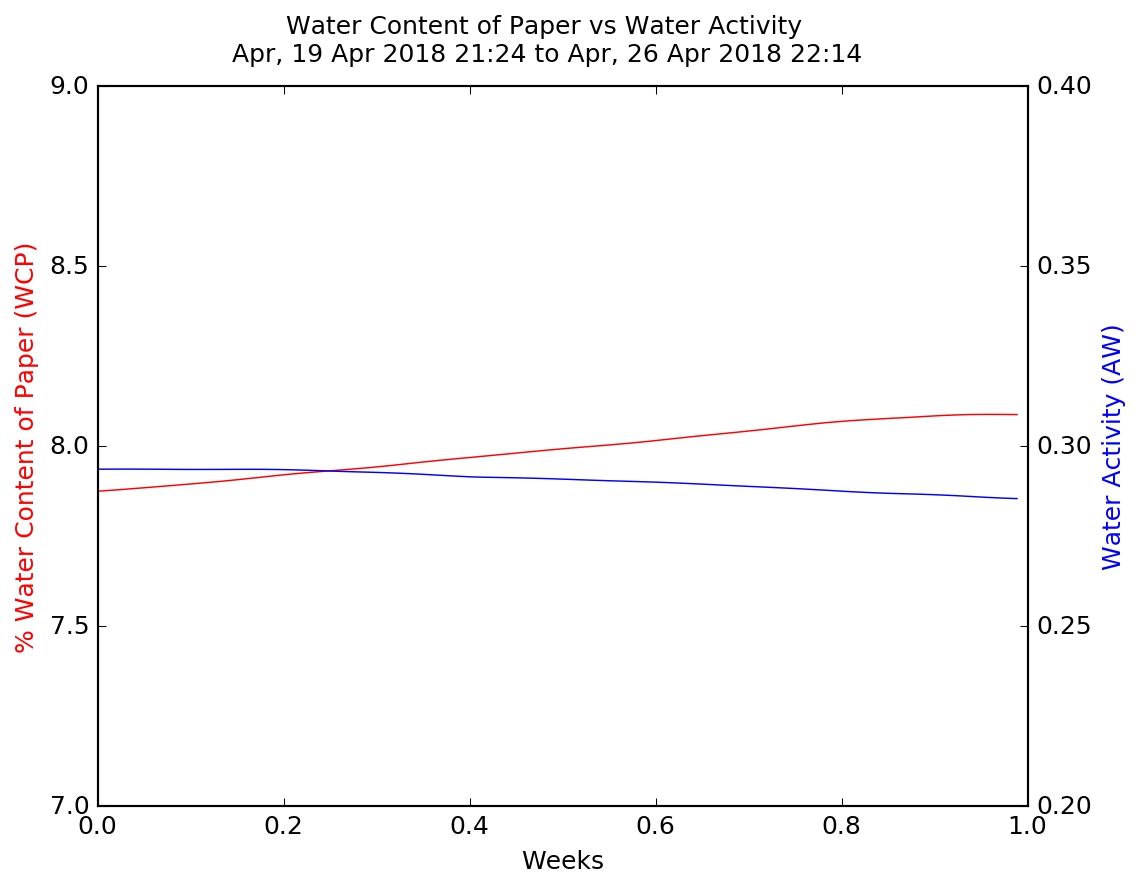 Water Content of Paper vs Water Activity
Apr, 19 Apr 2018 21:24 to Apr, 26 Apr 2018 22:14
% Water Content of Paper (WCP)
9.0
8.5
8.0
7.5
7.0
0.40
0.35
0.30
0.25
0.20
Water Activity (AW)
0.0 0.2 0.4 0.6 0.8 1.0
Weeks